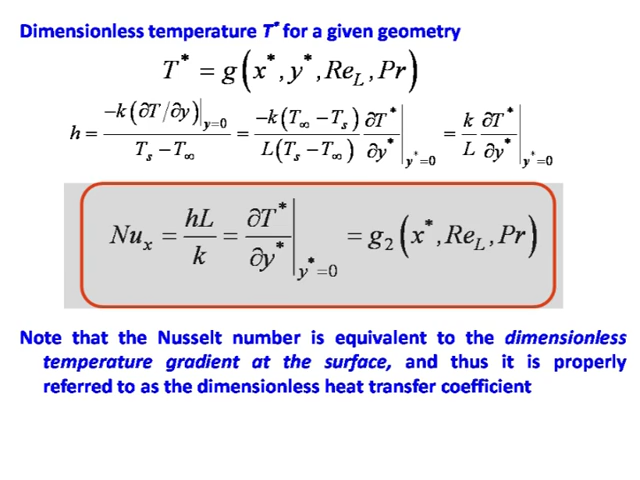 Dimensionless temperature T* for a given geometry
T* = g(x*, y*, Re_L, Pr)
h = −k(∂T/∂y)|_{y=0} / (T_s − T_∞) = −k(T_∞ − T_s) / L(T_s − T_∞) ∂T*/∂y*|_{y*=0} = k/L ∂T*/∂y*|_{y*=0}
Nu_x = hL/k = ∂T*/∂y*|_{y*=0} = g_2(x*, Re_L, Pr)
Note that the Nusselt number is equivalent to the dimensionless
temperature gradient at the surface, and thus it is properly
referred to as the dimensionless heat transfer coefficient